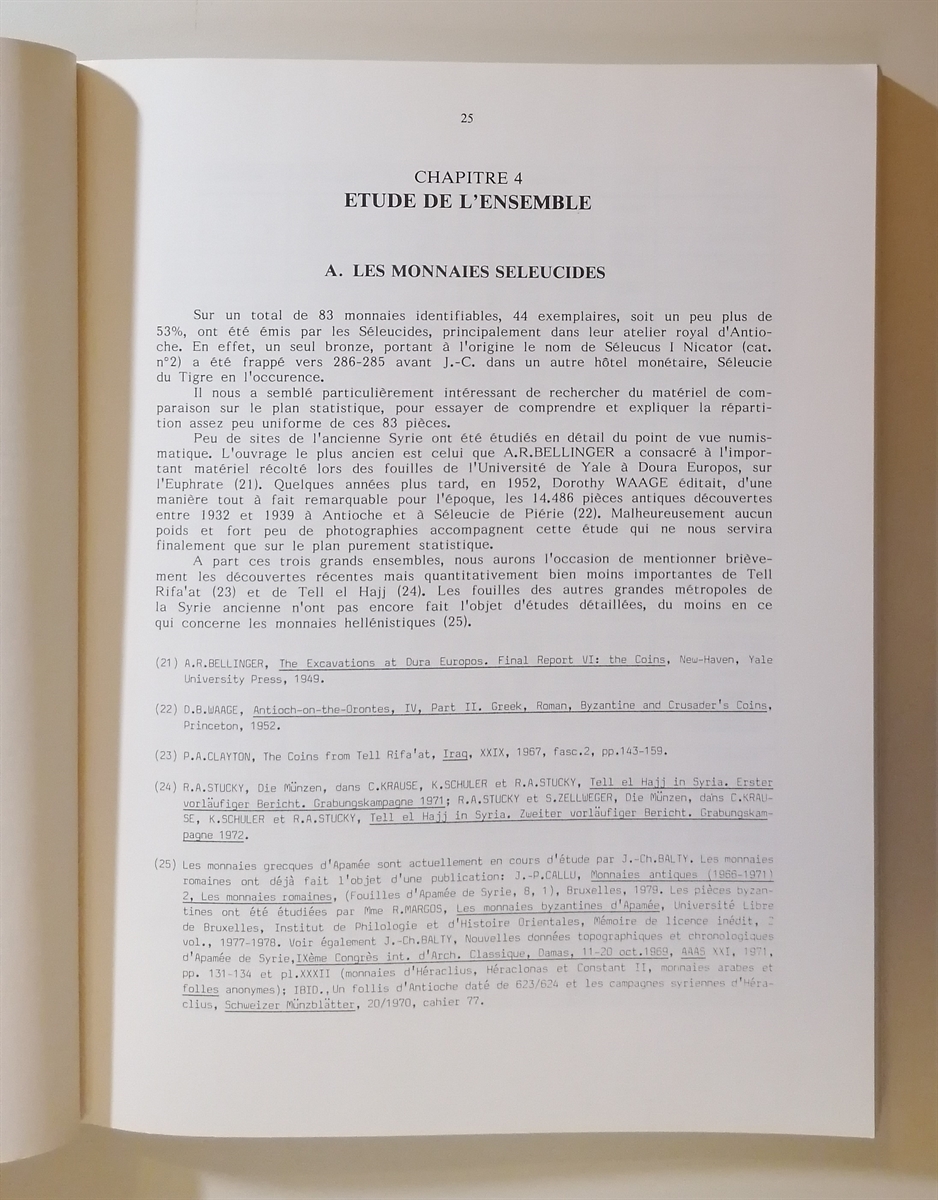 25
CHAPITRE 4
ETUDE DE L'ENSEMBLE
A. LES MONNAIES SELEUCIDES
Sur un total de 83 monnaies identifiables, 44 exemplaires, soit un peu plus de
53%, ont été émis par les Séleucides, principalement dans leur atelier royal d'Antio-
che. En effet, un seul bronze, portant à l'origine le nom de Séleucus I Nicator (cat.
n°2) a été frappé vers 286-285 avant J.-C. dans un autre hôtel monétaire, Séleucie
du Tigre en l'occurence.
Il nous a semblé particulièrement intéressant de rechercher du matériel de com-
paraison sur le plan statistique, pour essayer de comprendre et expliquer la réparti-
tion assez peu uniforme de ces 83 pièces.
Peu de sites de l'ancienne Syrie ont été étudiés en détail du point de vue numis-
matique. L'ouvrage le plus ancien est celui que A.R.BELLINGER a consacré à l'impor-
tant matériel récolté lors des fouilles de l'Université de Yale à Doura Europos, sur
l'Euphrate (21). Quelques années plus tard, en 1952, Dorothy WAAGE éditait, d'une
manière tout à fait remarquable pour l'époque, les 14.486 pièces antiques découvertes
entre 1932 et 1939 à Antioche et à Séleucie de Piérie (22). Malheureusement aucun
poids et fort peu de photographies accompagnent cette étude qui ne nous servira
finalement que sur le plan purement statistique.
A part ces trois grands ensembles, nous aurons l'occasion de mentionner briève-
ment les découvertes récentes mais quantitativement bien moins importantes de Tell
Rifa'at (23) et de Tell el Hajj (24). Les fouilles des autres grandes métropoles de
la Syrie ancienne n'ont pas encore fait l'objet d'études détaillées, du moins en ce
qui concerne les monnaies hellénistiques (25).
(21) A.R.BELLINGER, The Excavations at Dura Europos. Final Report VI: the Coins, New-Haven, Yale
University Press, 1949.
(22) D.B.WAAGE, Antioch-on-the-Orontes, IV, Part II. Greek, Roman, Byzantine and Crusader's Coins,
Princeton, 1952.
(23) P.A.CLAYTON, The Coins from Tell Rifa'at, Iraq, XXIX, 1967, fasc.2, pp.143-159.
(24) R.A.STUCKY, Die Münzen, dans C.KRAUSE, K.SCHULER et R.A.STUCKY, Tell el Hajj in Syria. Erster
vorläufiger Bericht. Grabungskampagne 1971; R.A.STUCKY et S.ZELLWEGER, Die Münzen, dans C.KRAU-
SE, K.SCHULER et R.A.STUCKY, Tell el Hajj in Syria. Zweiter vorläufiger Bericht. Grabungskam-
pagne 1972.
(25) Les monnaies grecques d'Apamée sont actuellement en cours d'étude par J.-Ch.BALTY. Les monnaies
romaines ont déjà fait l'objet d'une publication: J.-P.CALLU, Monnaies antiques (1966-1971)
2, Les monnaies romaines, (Fouilles d'Apamée de Syrie, 8, 1), Bruxelles, 1979. Les pièces byzan-
tines ont été étudiées par Mme R.MARGOS, Les monnaies byzantines d'Apamée, Université Libre
de Bruxelles, Institut de Philologie et d'Histoire Orientales, Mémoire de licence inédit, 2
vol., 1977-1978. Voir également J.-Ch.BALTY, Nouvelles données topographiques et chronologiques
d'Apamée de Syrie, IXème Congrès int. d'Arch. Classique, Damas, 11-20 oct.1969, AAAS XXI, 1971,
pp. 131-134 et pl.XXXII (monnaies d'Héraclius, Héraclonas et Constant II, monnaies arabes et
folles anonymes); IBID., Un follis d'Antioche daté de 623/624 et les campagnes syriennes d'Héra-
clius, Schweizer Münzblätter, 20/1970, cahier 77.